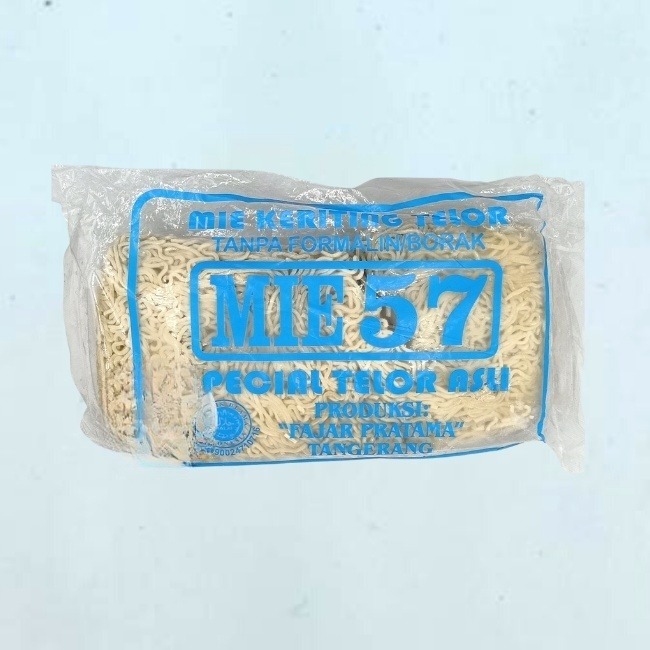 MIE KERITING TELOR
TANPA FORMALIN/BORAK
MIE 57
PECIAL TELOR ASLI
PRODUKSI:
"FAJAR PRATAMA"
TANGERANG